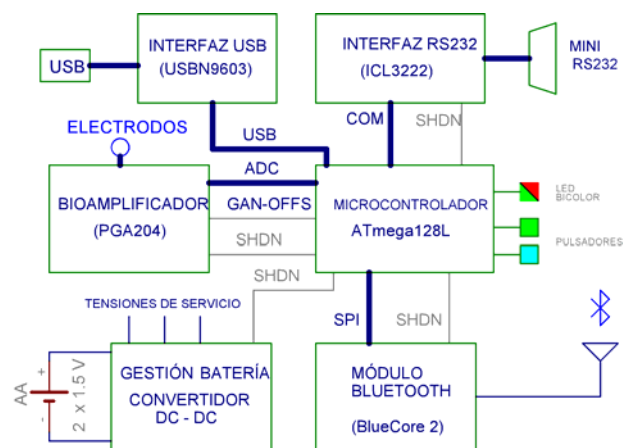 INTERFAZ USB
(USBN9603)
USB
INTERFAZ RS232
(ICL3222)
MINI
RS232
ELECTRODOS
USB
COM
SHDN
ADC
BIOAMPLIFICADOR
(PGA204)
GAN-OFFS
SHDN
MICROCONTROLADOR
ATmega128L
LED
BICOLOR
PULSADORES
SHDN
TENSIONES DE SERVICIO
SPI
SHDN
AA
+
-
2 x 1.5 V
GESTIÓN BATERÍA
CONVERTIDOR
DC - DC
MÓDULO
BLUETOOTH
(BlueCore 2)